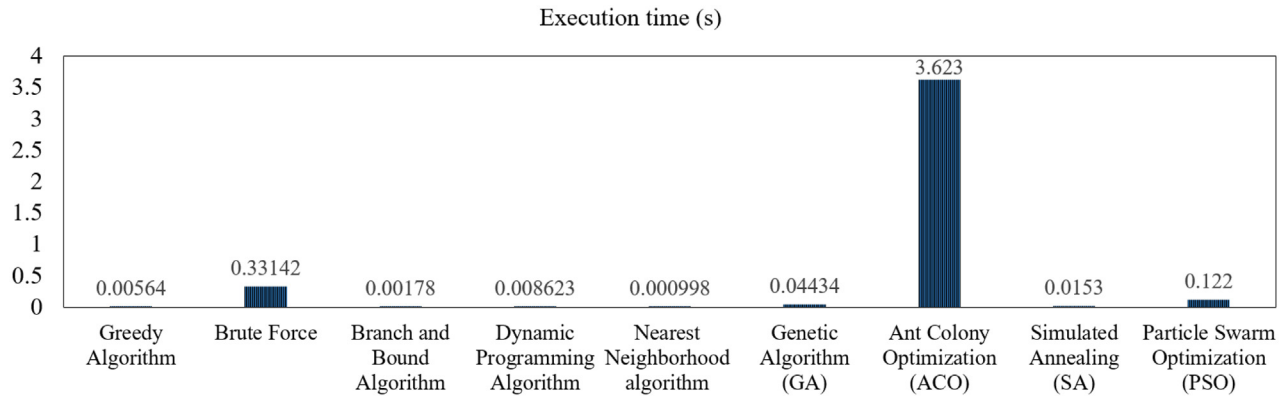 Execution time (s)
4
3.5
3
2.5
2
1.5
1
0.5
0
0.00564
0.33142
0.00178
0.008623
0.000998
0.04434
3.623
0.0153
0.122
Greedy
Algorithm
Brute Force
Branch and
Bound
Algorithm
Dynamic
Programming
Algorithm
Nearest
Neighborhood
algorithm
Genetic
Algorithm
(GA)
Ant Colony
Optimization
(ACO)
Simulated
Annealing
(SA)
Particle Swarm
Optimization
(PSO)